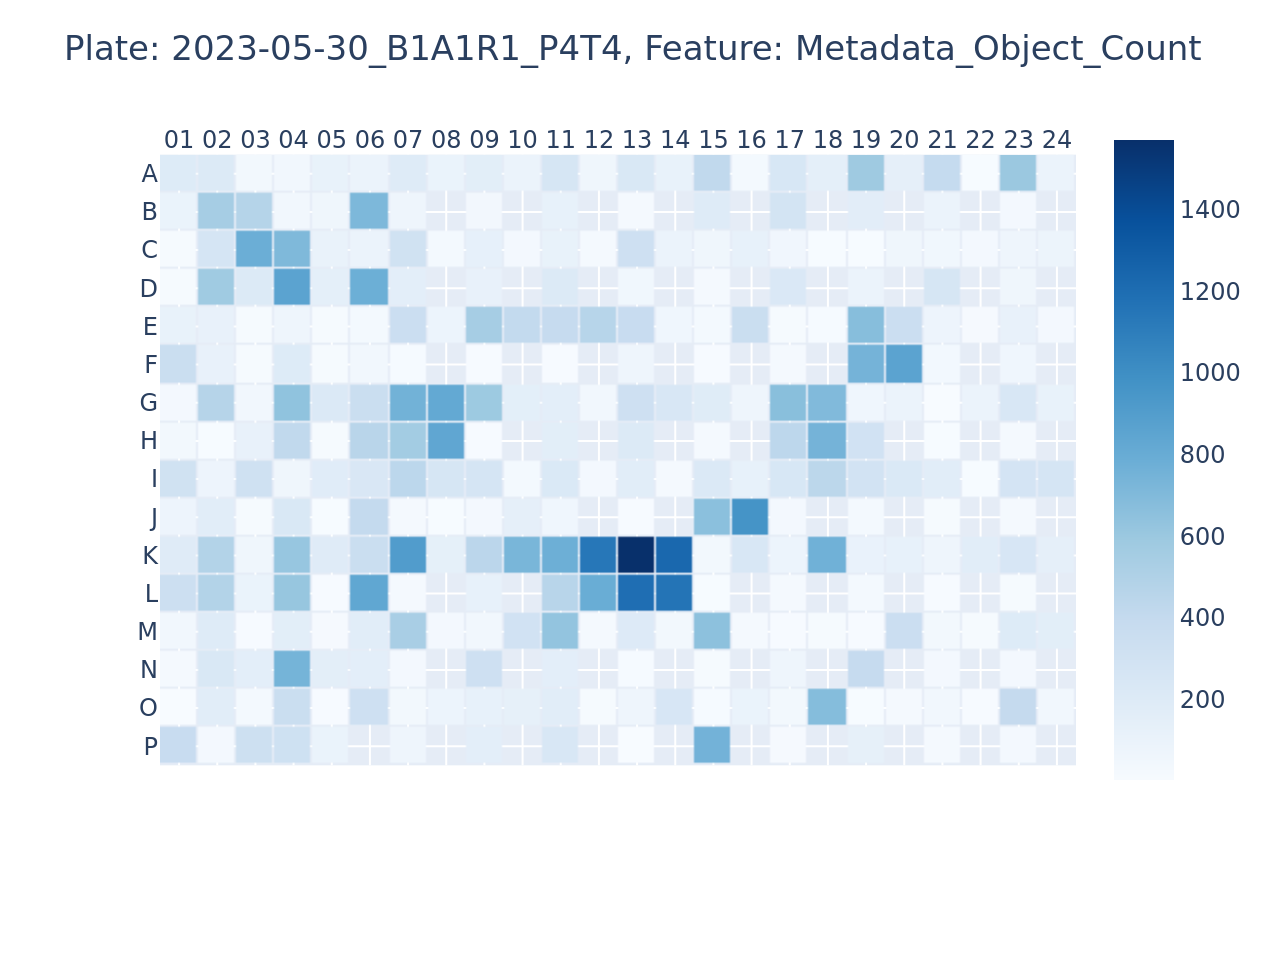 Plate: 2023-05-30_B1A1R1_P4T4, Feature: Metadata_Object_Count
01 02 03 04 05 06 07 08 09 10 11 12 13 14 15 16 17 18 19 20 21 22 23 24
A
B
C
D
E
F
G
H
I
J
K
L
M
N
O
P
1400
1200
1000
800
600
400
200